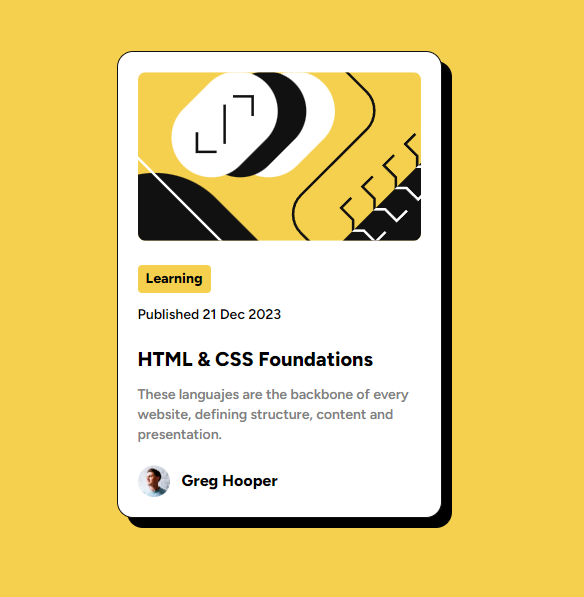 Learning
Published 21 Dec 2023
HTML & CSS Foundations
These languajes are the backbone of every
website, defining structure, content and
presentation.
Greg Hooper